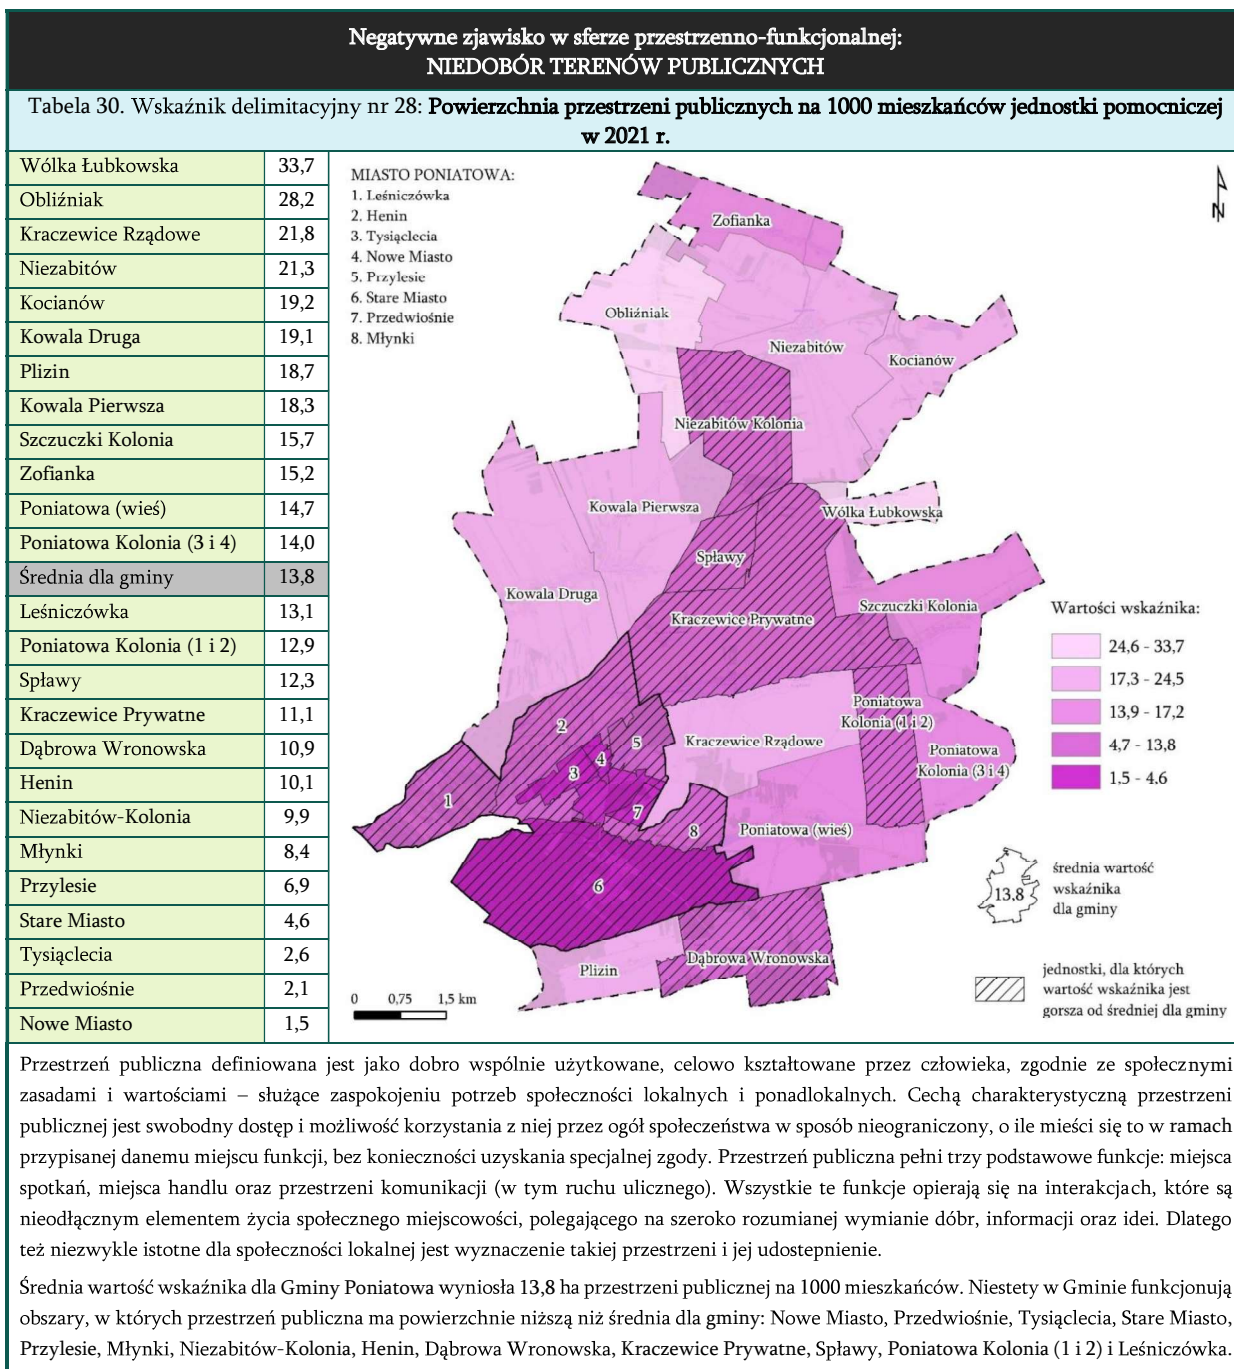 Negatywne zjawisko w sferze przestrzenno-funkcjonalnej:
NIEDOBÓR TERENÓW PUBLICZNYCH
Tabela 30. Wskaźnik delimitacyjny nr 28: Powierzchnia przestrzeni publicznych na 1000 mieszkańców jednostki pomocniczej
w 2021 r.
Wólka Łubkowska 33,7
Obliźniak 28,2
Kraczewice Rządowe 21,8
Niezabitów 21,3
Kocianów 19,2
Kowala Druga 19,1
Plizin 18,7
Kowala Pierwsza 18,3
Szczuczki Kolonia 15,7
Zofianka 15,2
Poniatowa (wieś) 14,7
Poniatowa Kolonia (3 i 4) 14,0
Średnia dla gminy 13,8
Leśniczówka 13,1
Poniatowa Kolonia (1 i 2) 12,9
Spławy 12,3
Kraczewice Prywatne 11,1
Dąbrowa Wronowska 10,9
Henin 10,1
Niezabitów-Kolonia 9,9
Młynki 8,4
Przylesie 6,9
Stare Miasto 4,6
Tysiąclecia 2,6
Przedwiośnie 2,1
Nowe Miasto 1,5
MIASTO PONIATOWA:
1. Leśniczówka
2. Henin
3. Tysiąclecia
4. Nowe Miasto
5. Przylesie
6. Stare Miasto
7. Przedwiośnie
8. Młynki
N
Zofianka
Obliźniak
Niezabitów
Kocianów
Niezabitów Kolonia
Kowala Pierwsza
Wólka Łubkowska
Spławy
Kowala Druga
Szczuczki Kolonia
Kraczewice Prywatne
Poniatowa
Kolonia (1 i 2)
2
5
Kraczewice Rządowe
4
3
Poniatowa
Kolonia (3 i 4)
1
7
8
Poniatowa (wieś)
6
Dąbrowa Wronowska
Plizin
0 0,75 1,5 km
Wartości wskaźnika:
24,6 - 33,7
17,3 - 24,5
13,9 - 17,2
4,7 - 13,8
1,5 - 4,6
13.8
średnia wartość
wskaźnika
dla gminy
jednostki, dla których
wartość wskaźnika jest
gorsza od średniej dla gminy
Przestrzeń publiczna definiowana jest jako dobro wspólnie użytkowane, celowo kształtowane przez człowieka, zgodnie ze społecznymi
zasadami i wartościami – służące zaspokojeniu potrzeb społeczności lokalnych i ponadlokalnych. Cechą charakterystyczną przestrzeni
publicznej jest swobodny dostęp i możliwość korzystania z niej przez ogół społeczeństwa w sposób nieograniczony, o ile mieści się to w ramach
przypisanej danemu miejscu funkcji, bez konieczności uzyskania specjalnej zgody. Przestrzeń publiczna pełni trzy podstawowe funkcje: miejsca
spotkań, miejsca handlu oraz przestrzeni komunikacji (w tym ruchu ulicznego). Wszystkie te funkcje opierają się na interakcjach, które są
nieodłącznym elementem życia społecznego miejscowości, polegającego na szeroko rozumianej wymianie dóbr, informacji oraz idei. Dlatego
też niezwykle istotne dla społeczności lokalnej jest wyznaczenie takiej przestrzeni i jej udostepnienie.
Średnia wartość wskaźnika dla Gminy Poniatowa wyniosła 13,8 ha przestrzeni publicznej na 1000 mieszkańców. Niestety w Gminie funkcjonują
obszary, w których przestrzeń publiczna ma powierzchnie niższą niż średnia dla gminy: Nowe Miasto, Przedwiośnie, Tysiąclecia, Stare Miasto,
Przylesie, Młynki, Niezabitów-Kolonia, Henin, Dąbrowa Wronowska, Kraczewice Prywatne, Spławy, Poniatowa Kolonia (1 i 2) i Leśniczówka.